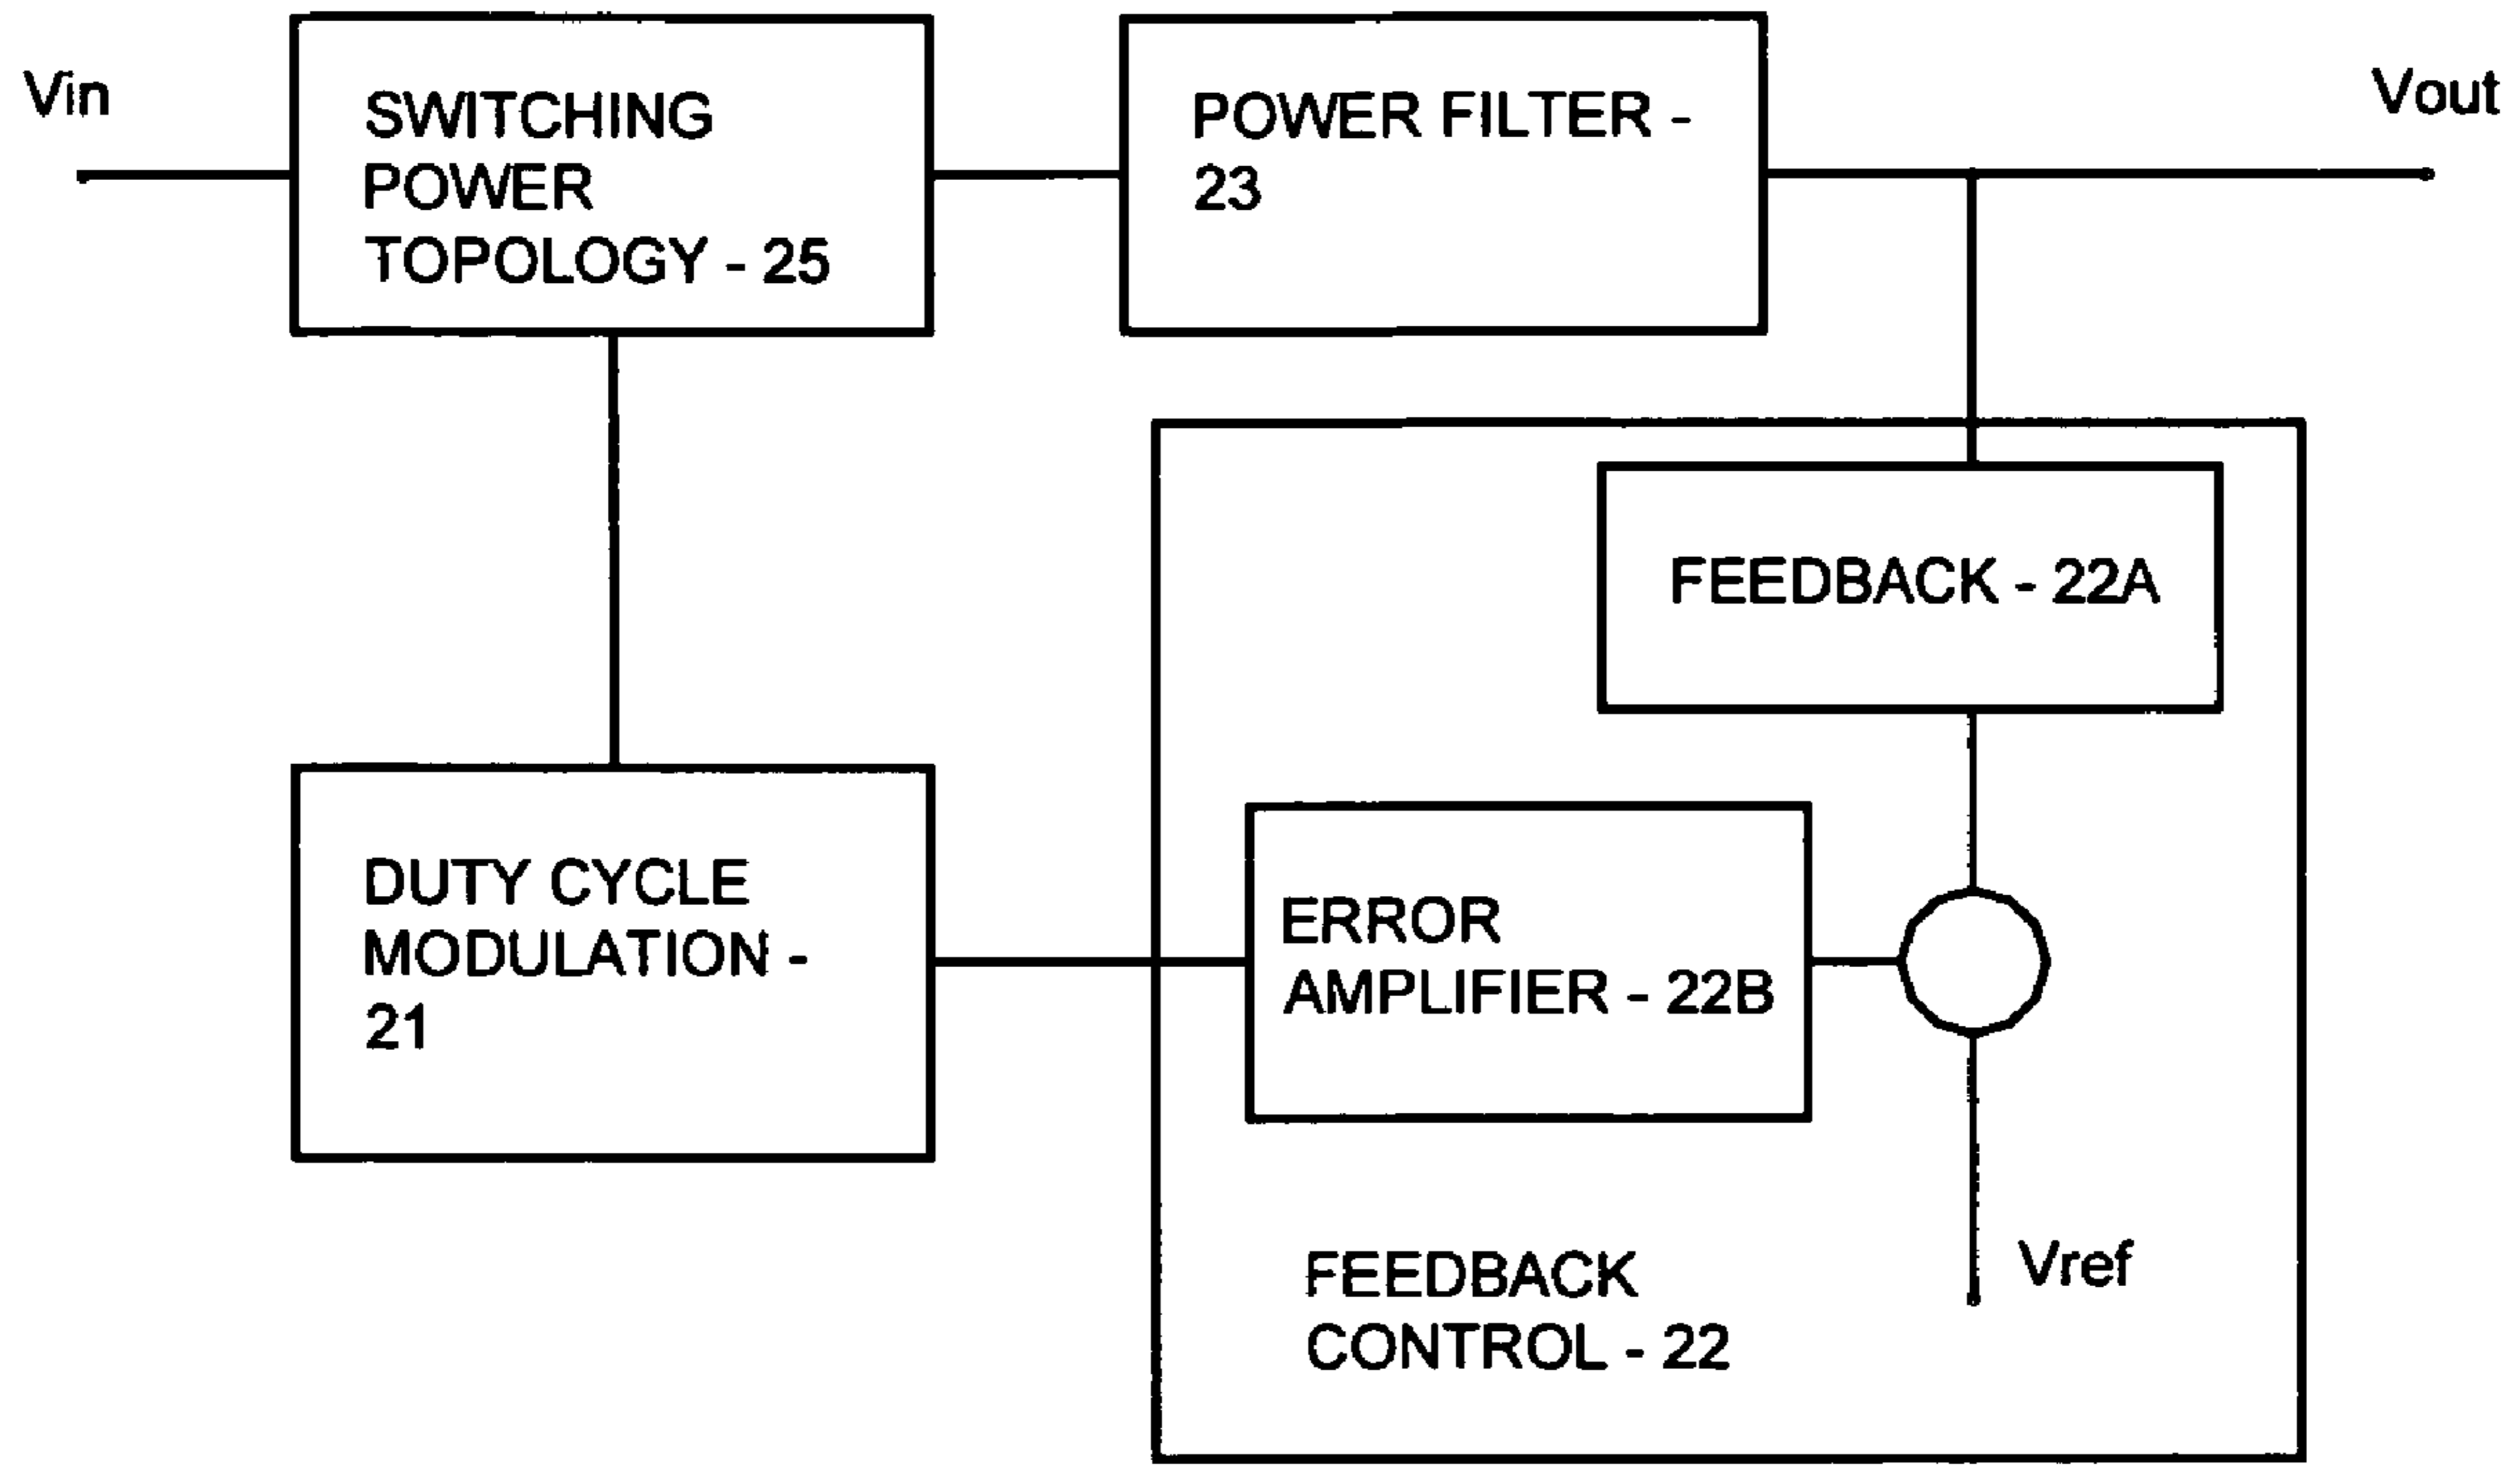 Vin
SWITCHING
POWER
TOPOLOGY - 25
POWER FILTER -
23
Vout
FEEDBACK - 22A
DUTY CYCLE
MODULATION -
21
ERROR
AMPLIFIER - 22B
Vref
FEEDBACK
CONTROL - 22